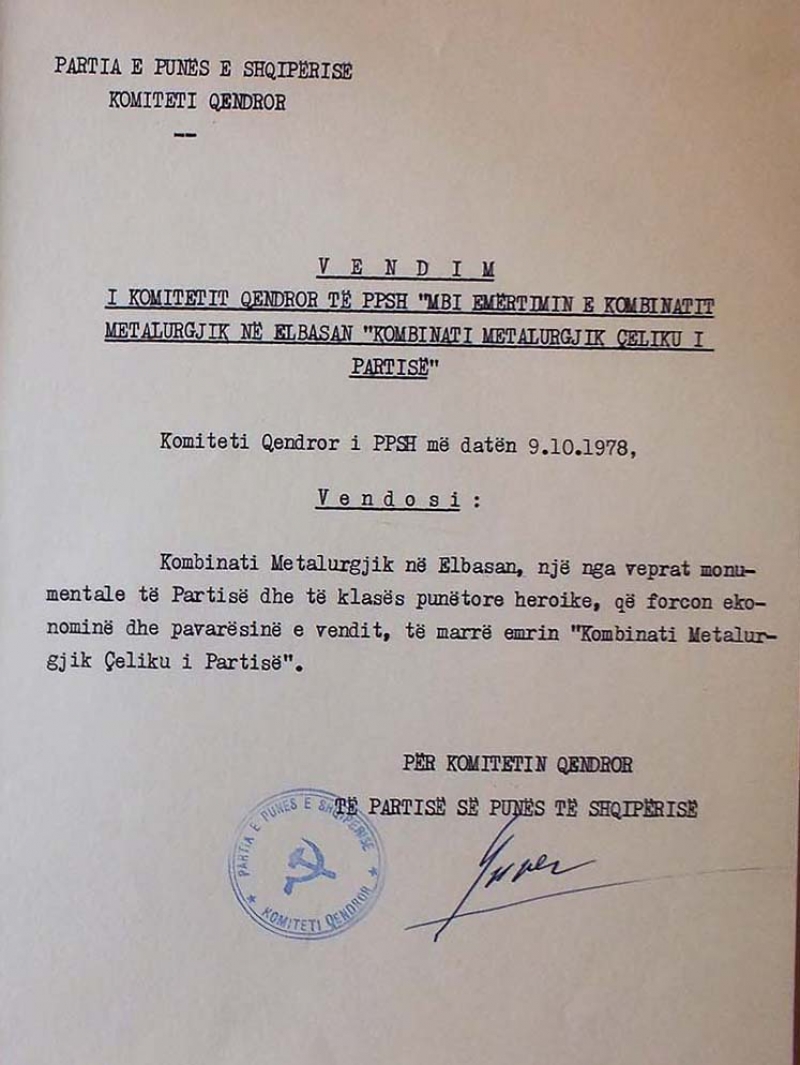 PARTIA E PUNËS E SHQIPËRISË
KOMITETI QENDROR
V E N D I M
I KOMITETIT QENDROR TË PPSH "MBI EMËRTIMIN E KOMBINATIT
METALURGJIK NË ELBASAN "KOMBINATI METALURGJIK ÇELIKU I
PARTISË"
Komiteti Qendror i PPSH më datën 9.10.1978,
V e n d o s i :
Kombinati Metalurgjik në Elbasan, një nga veprat monu-
mentale të Partisë dhe të klasës punëtore heroike, që forcon eko-
nominë dhe pavarësinë e vendit, të marrë emrin "Kombinati Metalur-
gjik Çeliku i Partisë".
PËR KOMITETIN QENDROR
TË PARTISË SË PUNËS TË SHQIPËRISË
PARTIA E PUNËS E SHQIPËRISË
KOMITETI QENDROR